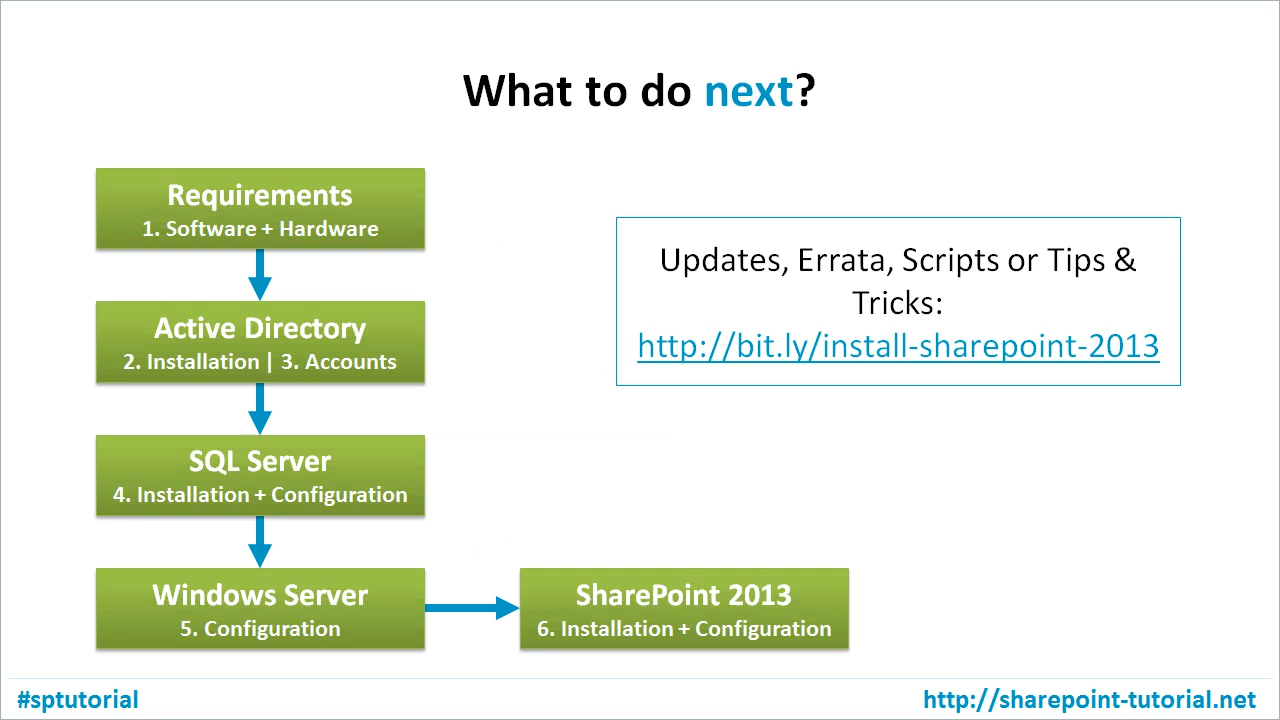 What to do next?
Requirements
1. Software + Hardware
Active Directory
2. Installation | 3. Accounts
SQL Server
4. Installation + Configuration
Windows Server
5. Configuration
SharePoint 2013
6. Installation + Configuration
Updates, Errata, Scripts or Tips &
Tricks:
http://bit.ly/install-sharepoint-2013
#sptutorial
http://sharepoint-tutorial.net